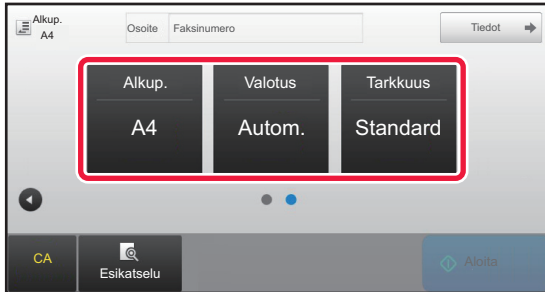 Alkup.
A4
Osoite Faksinumero
Tiedot
Alkup. Valotus Tarkkuus
A4 Autom. Standard
CA
Esikatselu
Aloita